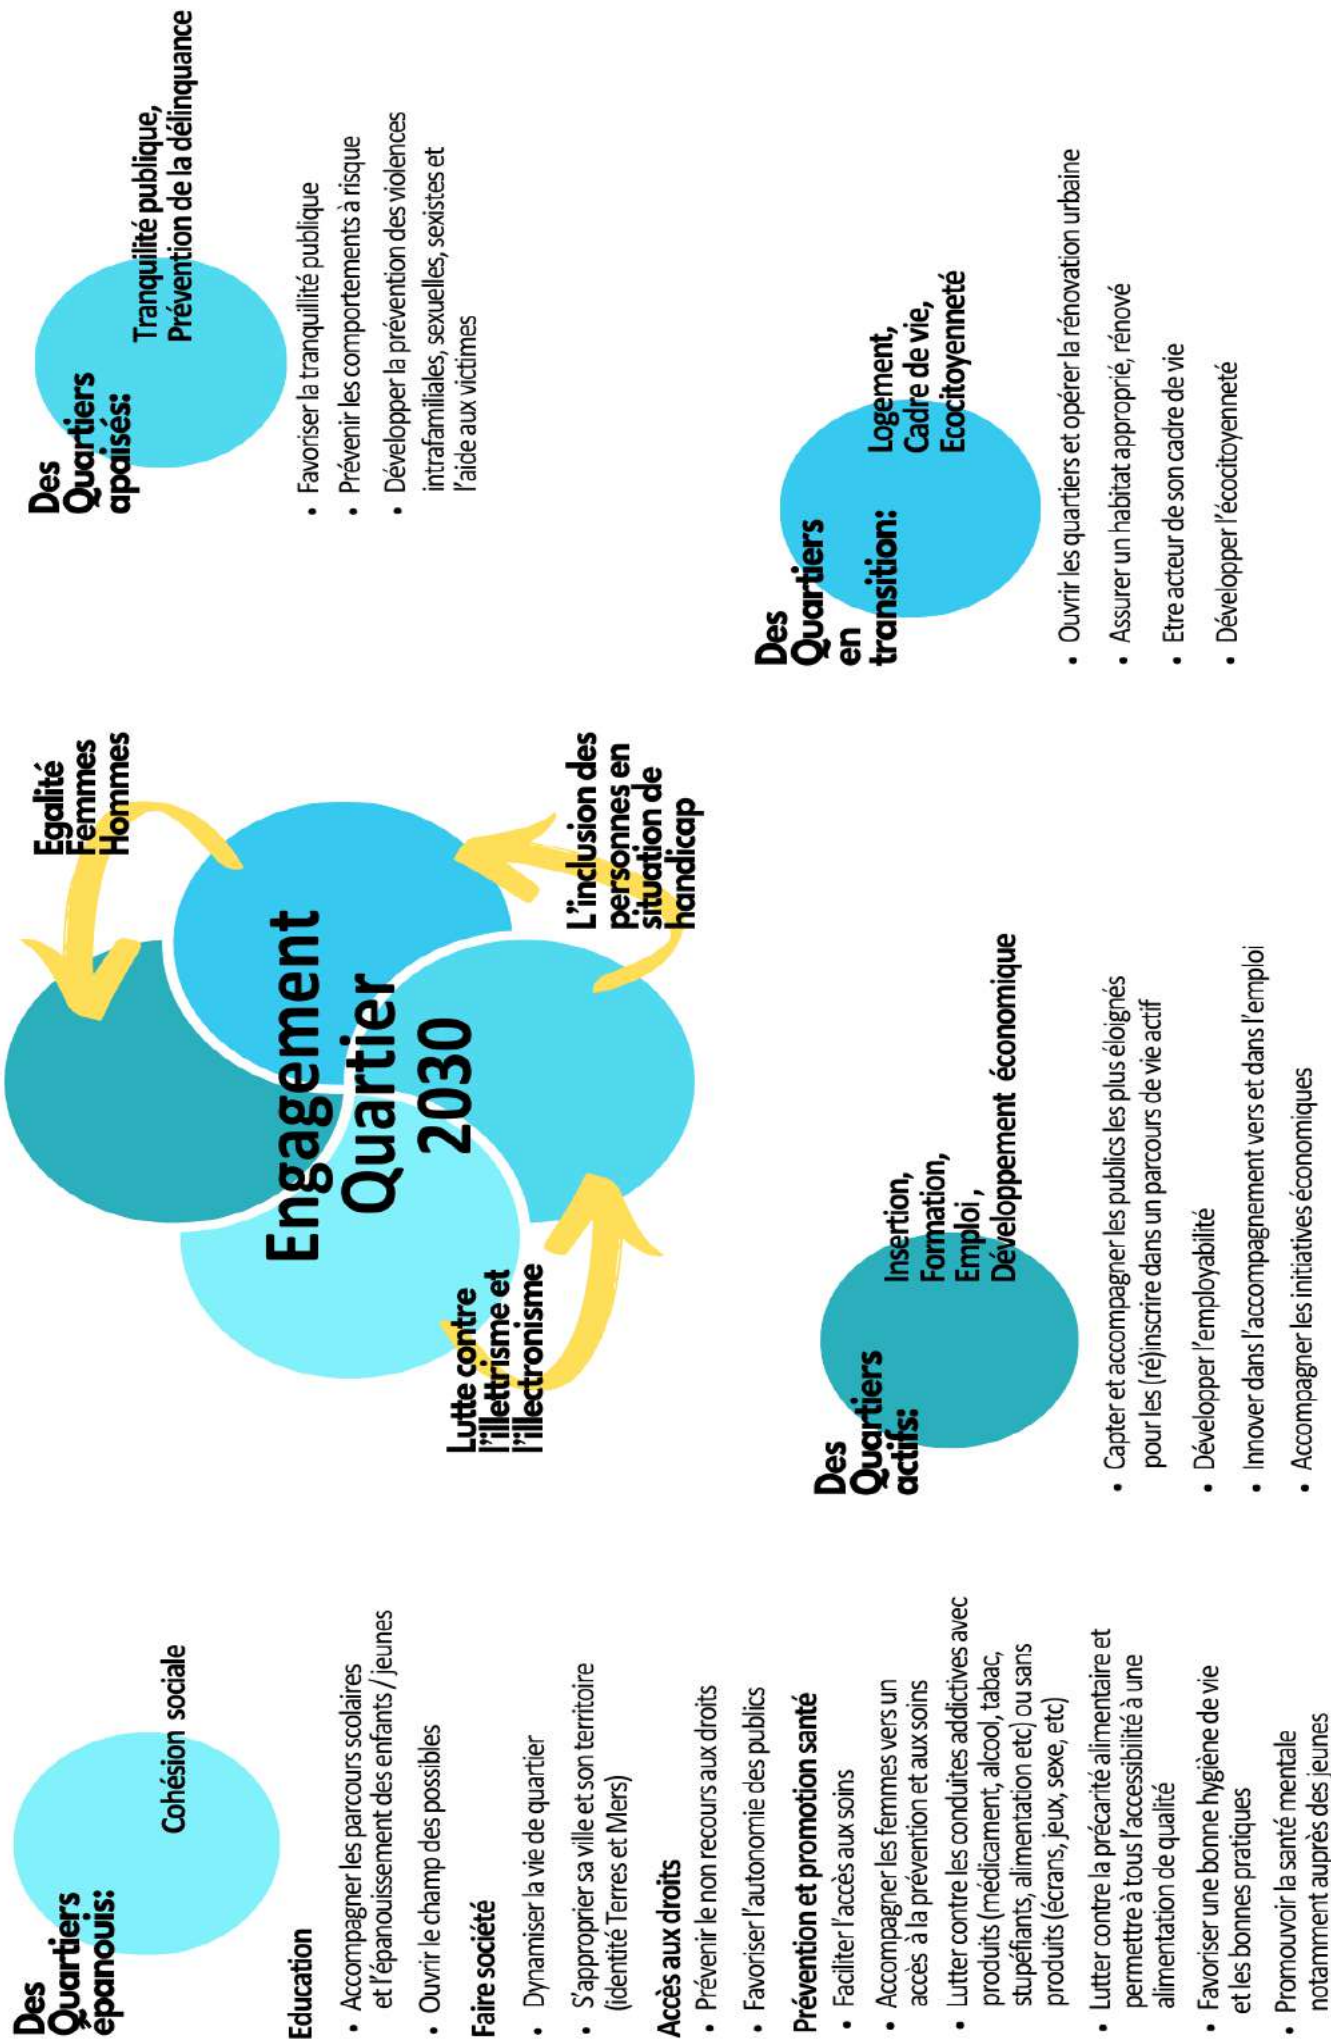 Des
Quartiers
épanouis:
Cohésion sociale
Education
• Accompagner les parcours scolaires
et l'épanouissement des enfants / jeunes
• Ouvrir le champ des possibles
Faire société
• Dynamiser la vie de quartier
• S'approprier sa ville et son territoire
(identité Terres et Mers)
Accès aux droits
• Prévenir le non recours aux droits
• Favoriser l'autonomie des publics
Prévention et promotion santé
• Faciliter l'accès aux soins
• Accompagner les femmes vers un
accès à la prévention et aux soins
• Lutter contre les conduites addictives avec
produits (médicament, alcool, tabac,
stupéfiants, alimentation etc) ou sans
produits (écrans, jeux, sexe, etc)
• Lutter contre la précarité alimentaire et
permettre à tous l'accessibilité à une
alimentation de qualité
• Favoriser une bonne hygiène de vie
et les bonnes pratiques
• Promouvoir la santé mentale
notamment auprès des jeunes
Egalité
Femmes
Hommes
Engagement
Quartier
2030
Lutte contre
l'illettrisme et
l'illectronisme
L'inclusion des
personnes en
situation de
handicap
Des
Quartiers
actifs:
Insertion,
Formation,
Emploi ,
Développement économique
• Capter et accompagner les publics les plus éloignés
pour les (ré)inscrire dans un parcours de vie actif
• Développer l'employabilité
• Innover dans l'accompagnement vers et dans l'emploi
• Accompagner les initiatives économiques
Des
Quartiers
apaisés:
Tranquilité publique,
Prévention de la délinquance
• Favoriser la tranquillité publique
• Prévenir les comportements à risque
• Développer la prévention des violences
intrafamiliales, sexuelles, sexistes et
l'aide aux victimes
Des
Quartiers
en
transition:
Logement,
Cadre de vie,
Ecocitoyenneté
• Ouvrir les quartiers et opérer la rénovation urbaine
• Assurer un habitat approprié, rénové
• Etre acteur de son cadre de vie
• Développer l'écocitoyenneté